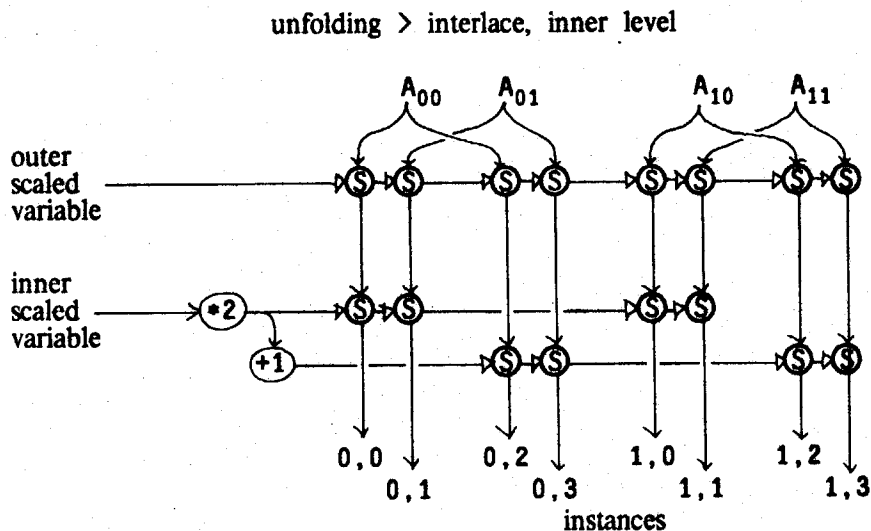 unfolding > interlace, inner level
A00 A01 A10 A11
outer
scaled
variable
S S S S S S S S
inner
scaled
variable
*2
S S S S
+1
S S S S
0,0 0,2 1,0 1,2
0,1 0,3 1,1 1,3
instances